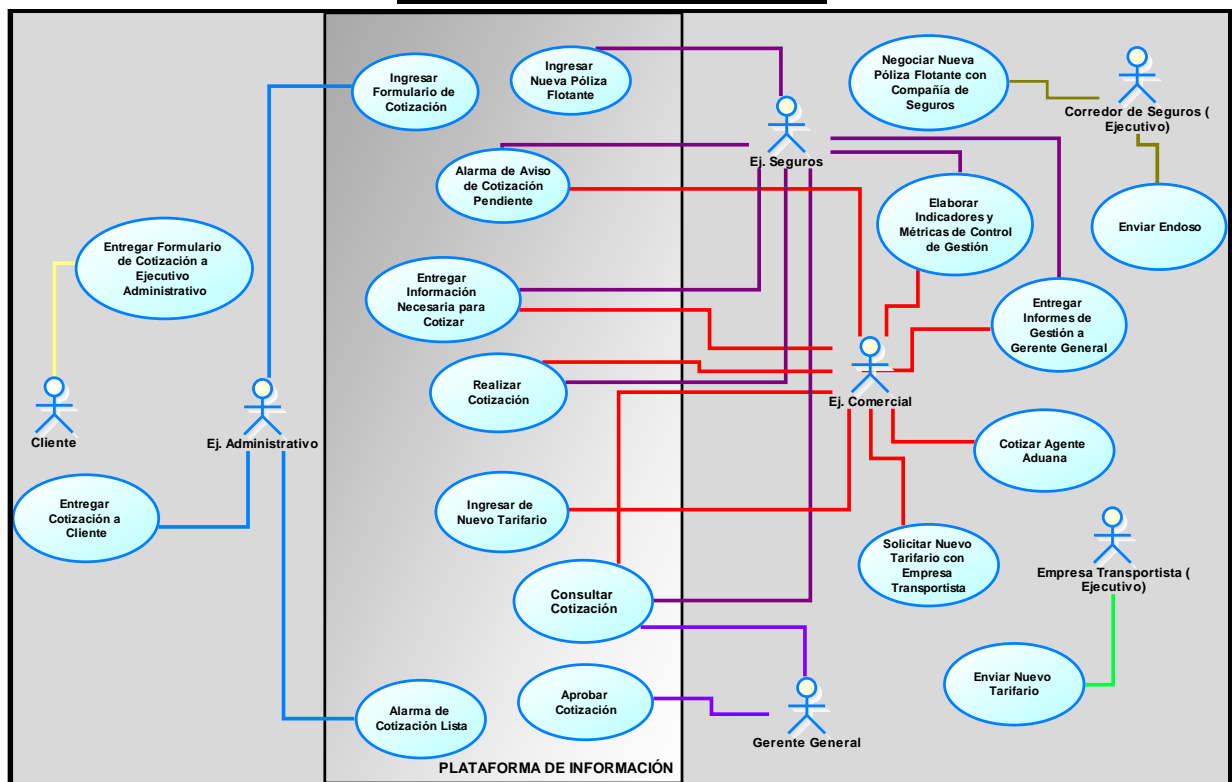 Ingresar
Formulario de
Cotización
Ingresar
Nueva Póliza
Flotante
Negociar Nueva
Póliza Flotante con
Compañía de
Seguros
Corredor de Seguros (
Ejecutivo)
Ej. Seguros
Alarma de Aviso
de Cotización
Pendiente
Elaborar
Indicadores y
Métricas de Control
de Gestión
Enviar Endoso
Entregar Formulario
de Cotización a
Ejecutivo
Administrativo
Entregar
Información
Necesaria para
Cotizar
Entregar
Informes de
Gestión a
Gerente General
Realizar
Cotización
Ej. Comercial
Cliente
Ej. Administrativo
Cotizar Agente
Aduana
Entregar
Cotización a
Cliente
Ingresar de
Nuevo Tarifario
Solicitar Nuevo
Tarifario con
Empresa
Transportista
Empresa Transportista (
Ejecutivo)
Consultar
Cotización
Enviar Nuevo
Tarifario
Aprobar
Cotización
Alarma de
Cotización Lista
Gerente General
PLATAFORMA DE INFORMACIÓN